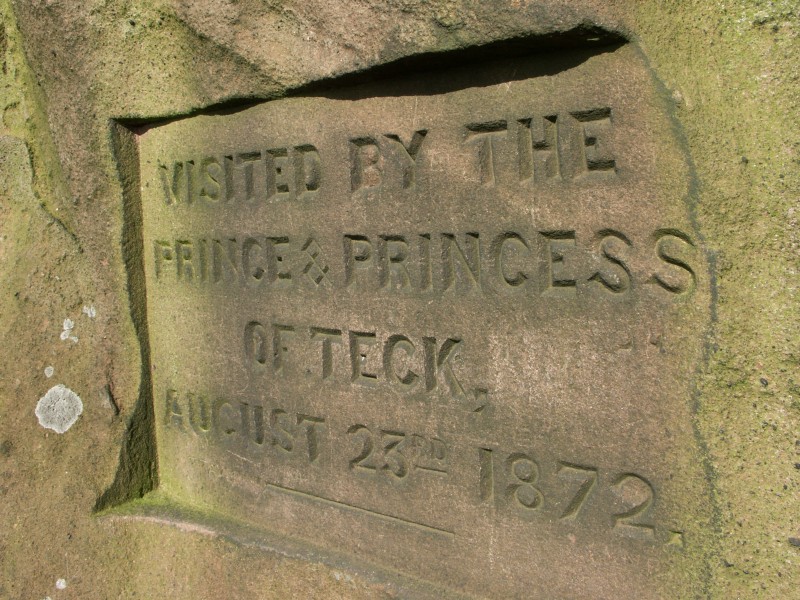 VISITED BY THE
PRINCE & PRINCESS
OF TECK,
AUGUST 23RD 1872.